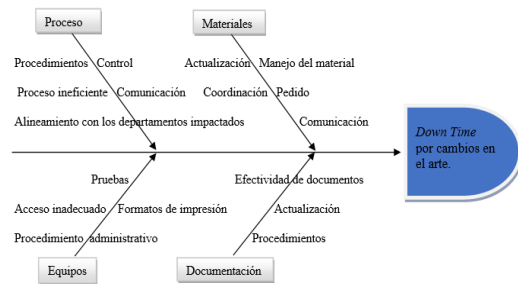 Proceso
Materiales
Procedimientos Control
Actualización Manejo del material
Proceso ineficiente Comunicación
Coordinación Pedido
Alineamiento con los departamentos impactados
Comunicación
Down Time
por cambios en
el arte.
Pruebas
Efectividad de documentos
Acceso inadecuado Formatos de impresión
Actualización
Procedimiento administrativo
Procedimientos
Equipos
Documentación